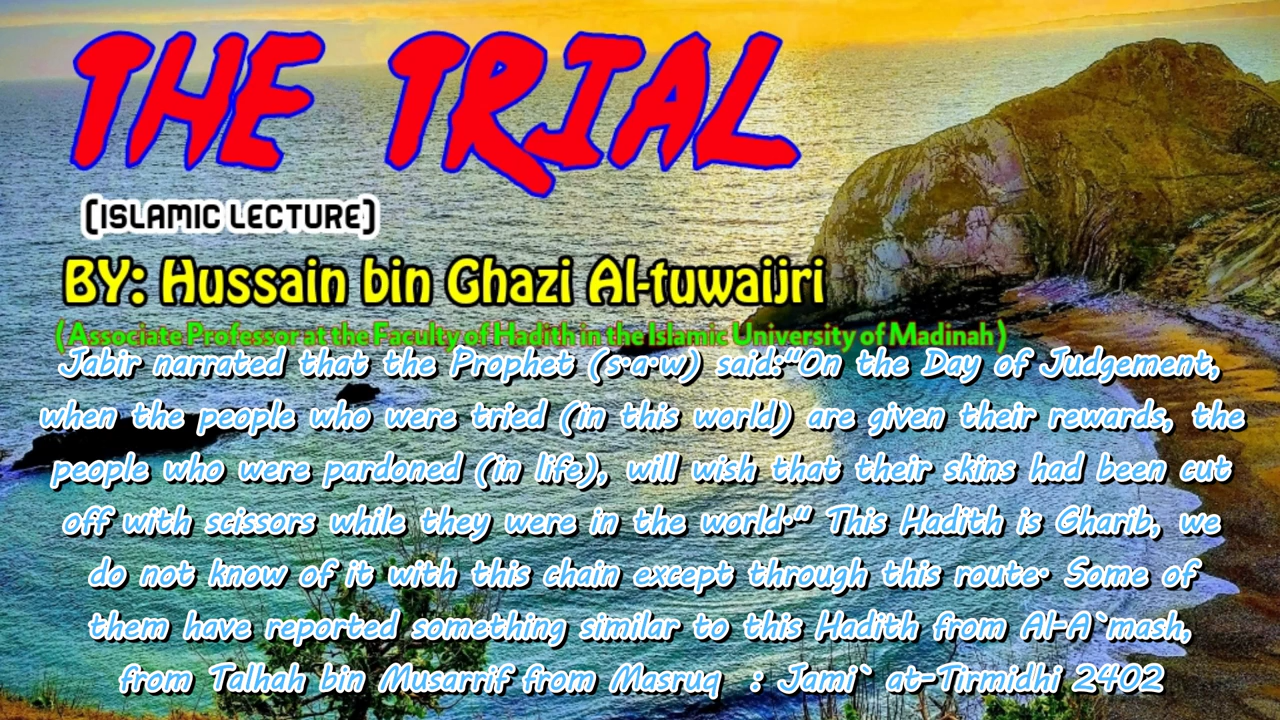 THE TRIAL
(ISLAMIC LECTURE)
BY: Hussain bin Ghazi Al-tuwaijri
(Associate Professor at the Faculty of Hadith in the Islamic University of Madinah)
Jabir narrated that the Prophet (s·a·w) said:“On the Day of Judgement,
when the people who were tried (in this world) are given their rewards, the
people who were pardoned (in life), will wish that their skins had been cut
off with scissors while they were in the world·“ This Hadith is Gharib, we
do not know of it with this chain except through this route· Some of
them have reported something similar to this Hadith from Al-A`mash,
from Talhah bin Musarrif from Masruq : Jami` at-Tirmidhi 2402